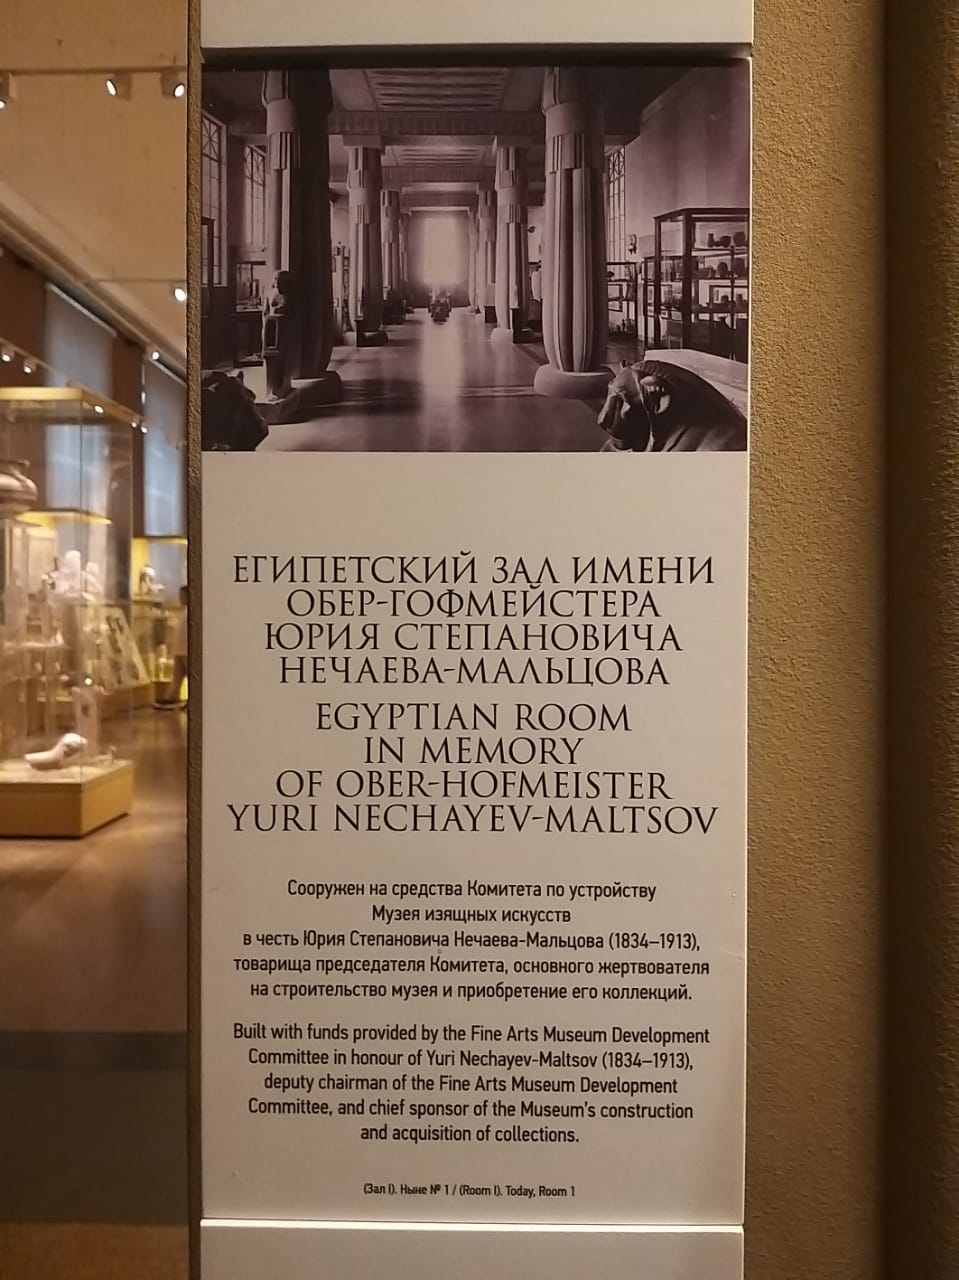 ЕГИПЕТСКИЙ ЗАЛ ИМЕНИ
ОБЕР-ГОФМЕЙСТЕРА
ЮРИЯ СТЕПАНОВИЧА
НЕЧАЕВА-МАЛЬЦОВА
EGYPTIAN ROOM
IN MEMORY
OF OBER-HOFMEISTER
YURI NECHAYEV-MALTSOV
Сооружен на средства Комитета по устройству
Музея изящных искусств
в честь Юрия Степановича Нечаева-Мальцова (1834–1913),
товарища председателя Комитета, основного жертвователя
на строительство музея и приобретение его коллекций.
Built with funds provided by the Fine Arts Museum Development
Committee in honour of Yuri Nechayev-Maltsov (1834–1913),
deputy chairman of the Fine Arts Museum Development
Committee, and chief sponsor of the Museum's construction
and acquisition of collections.
(Зал I). Ныне № 1 / (Room I). Today, Room 1